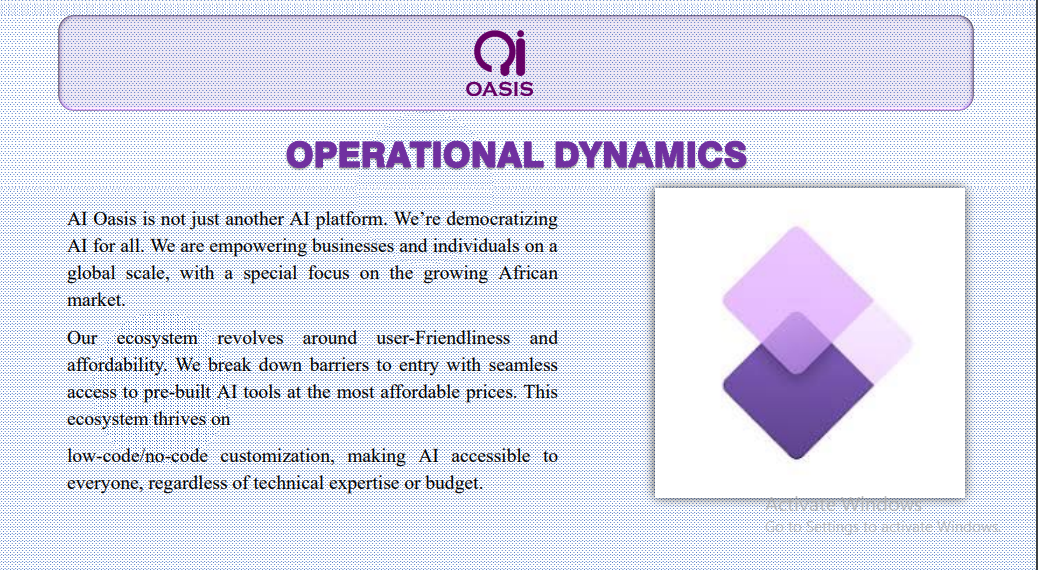 Qi
OASIS
OPERATIONAL DYNAMICS
AI Oasis is not just another AI platform. We’re democratizing
AI for all. We are empowering businesses and individuals on a
global scale, with a special focus on the growing African
market.
Our ecosystem revolves around user-Friendliness and
affordability. We break down barriers to entry with seamless
access to pre-built AI tools at the most affordable prices. This
ecosystem thrives on
low-code/no-code customization, making AI accessible to
everyone, regardless of technical expertise or budget.
Activate Windows
Go to Settings to activate Windows.